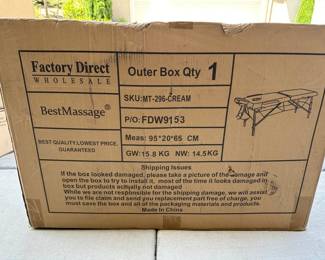 Factory Direct
WHOLESALE
Outer Box Qty 1
SKU:MT-296-CREAM
BestMassage®
P/O:FDW9153
Meas: 95*20*65 CM
BEST QUALITY,LOWEST PRICE,
GUARANTEED
GW:15.8 KG NW: 14.5KG
Shipping Issues
If the box looked damaged, please take a picture of the damage and
open the box to try to install it, most of the time it looks damaged in
box but products actlually not damaged
While we are not resplonsible for the shipping damage, we will assist
you to file claim and send you replacement part free of charge, you
must save the box and all of the packaging materials and products.
Made In China